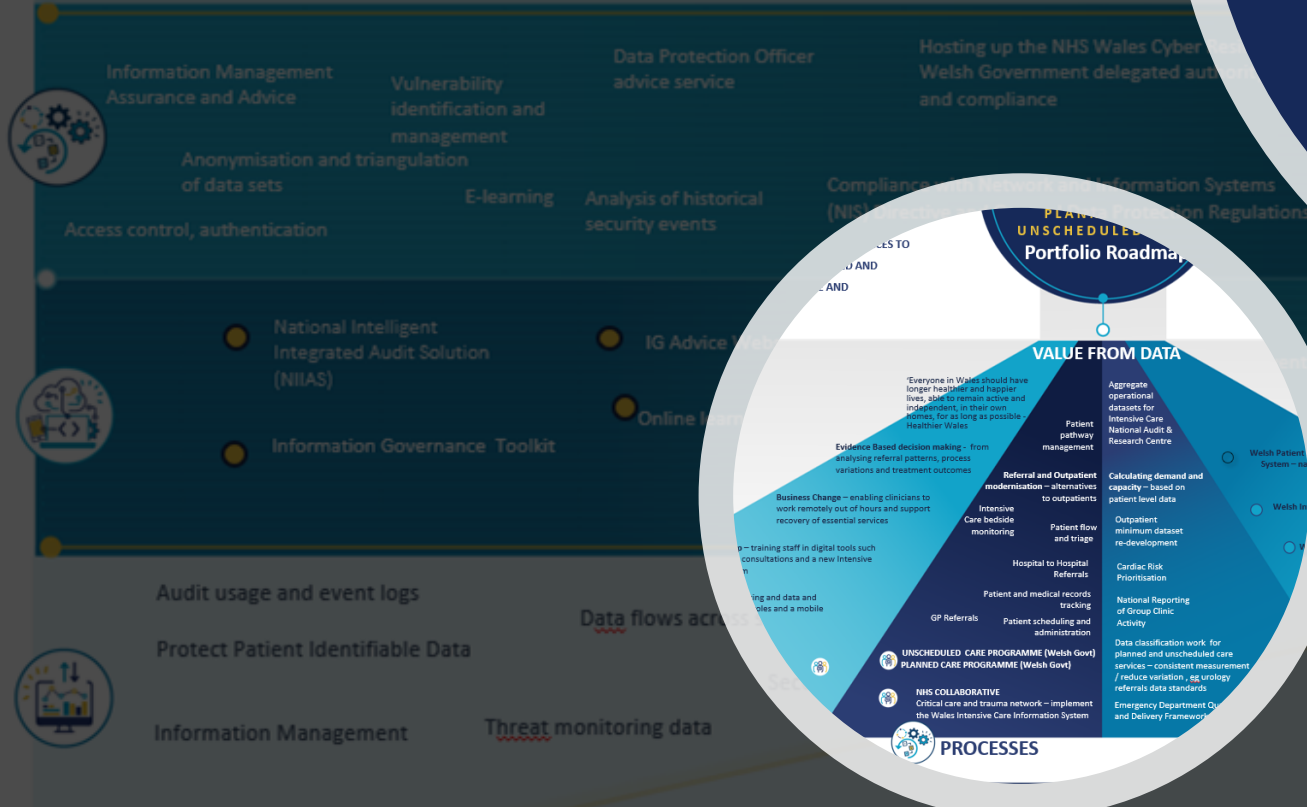 Information Management
Assurance and Advice
Vulnerability
identification and
management
Data Protection Officer
advice service
Hosting up the NHS Wales Cyber
Welsh Government delegated
and compliance
Anonymisation and triangulation
of data sets
E-learning
Analysis of historical
security events
Compliance with Network and Information Systems
(NIS) Directive Protection Regulations
Access control, authentication
National Intelligent
Integrated Audit Solution
(NIIAS)
IG Advice
Online
Information Governance Toolkit
Audit usage and event logs
Data flows across
Protect Patient Identifiable Data
Information Management
Threat monitoring data
UNSCHEDULED
Portfolio Roadmap
TO
AND
AND
VALUE FROM DATA
'Everyone in Wales should have
longer healthier and happier
lives, able to remain active and
independent, in their own
homes, for as long as possible -
Healthier Wales
Evidence Based decision making - from
analysing referral patterns, process
variations and treatment outcomes
Business Change – enabling clinicians to
work remotely out of hours and support
recovery of essential services
– training staff in digital tools such
consultations and a new Intensive
and data and
and a mobile
Patient
pathway
management
Referral and Outpatient
modernisation – alternatives
to outpatients
Intensive
Care bedside
monitoring
Patient flow
and triage
Hospital to Hospital
Referrals
Patient and medical records
tracking
GP Referrals
Patient scheduling and
administration
UNSCHEDULED CARE PROGRAMME (Welsh Govt)
PLANNED CARE PROGRAMME (Welsh Govt)
NHS COLLABORATIVE
Critical care and trauma network – implement
the Wales Intensive Care Information System
Aggregate
operational
datasets for
Intensive Care
National Audit &
Research Centre
Calculating demand and
capacity – based on
patient level data
Outpatient
minimum dataset
re-development
Cardiac Risk
Prioritisation
National Reporting
of Group Clinic
Activity
Data classification work for
planned and unscheduled care
services – consistent measurement
/ reduce variation , eg urology
referrals data standards
Emergency Department
and Delivery Framework
Welsh Patient
System –
Welsh
PROCESSES